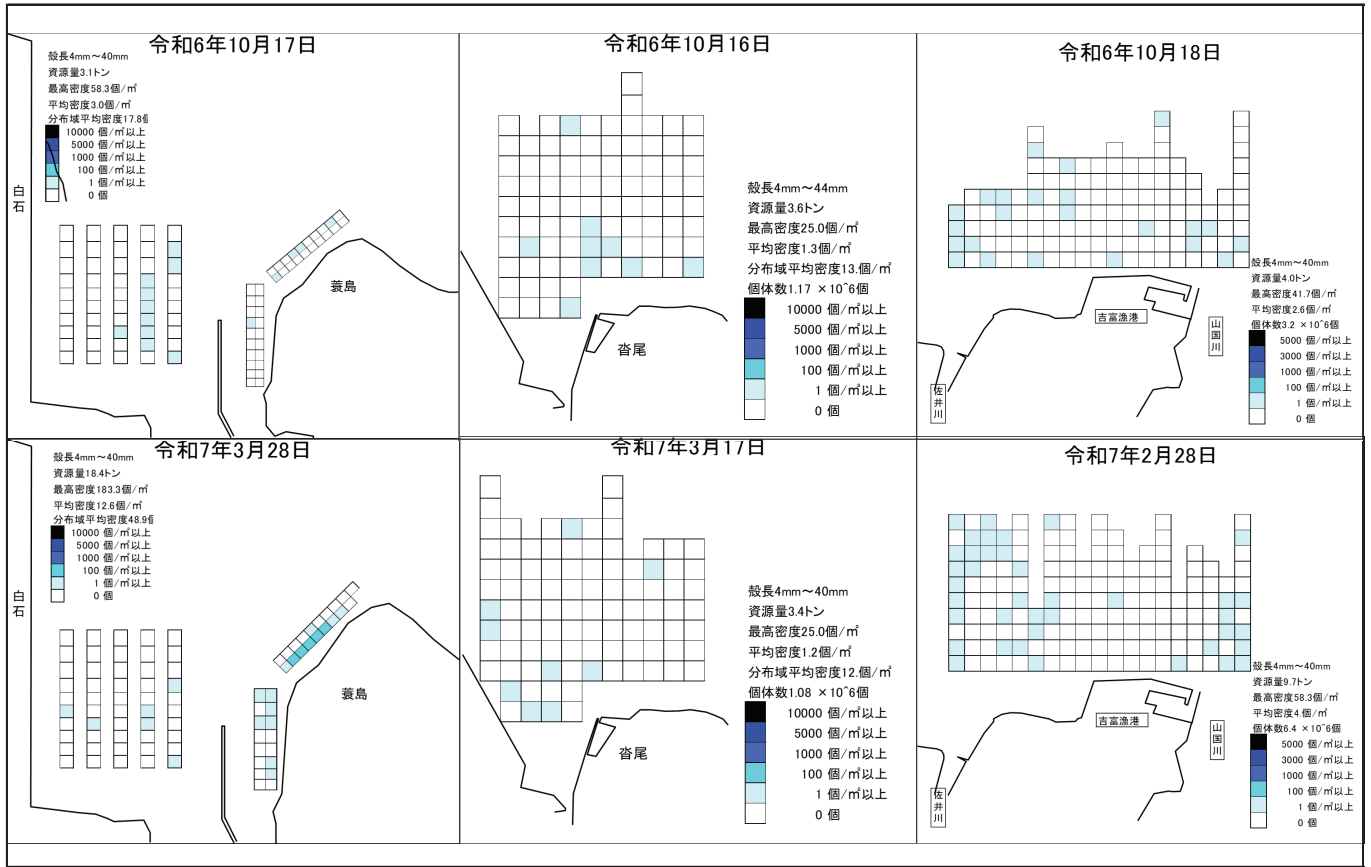 令和6年10月17日
殻長4mm～40mm
資源量3.1トン
最高密度58.3個/㎡
平均密度3.0個/㎡
分布域平均密度17.8個
10000 個/㎡以上
5000 個/㎡以上
1000 個/㎡以上
100 個/㎡以上
1 個/㎡以上
0 個
白石
蓑島
令和6年10月16日
殻長4mm～44mm
資源量3.6トン
最高密度25.0個/㎡
平均密度1.3個/㎡
分布域平均密度13.個/㎡
個体数1.17 ×10^6個
10000 個/㎡以上
5000 個/㎡以上
1000 個/㎡以上
100 個/㎡以上
1 個/㎡以上
0 個
沓尾
令和6年10月18日
殻長4mm～40mm
資源量4.0トン
最高密度41.7個/㎡
平均密度2.6個/㎡
個体数3.2 ×10^6個
5000 個/㎡以上
3000 個/㎡以上
1000 個/㎡以上
100 個/㎡以上
1 個/㎡以上
0 個
吉富漁港
山国川
佐井川
令和7年3月28日
殻長4mm～40mm
資源量18.4トン
最高密度183.3個/㎡
平均密度12.6個/㎡
分布域平均密度48.9個
10000 個/㎡以上
5000 個/㎡以上
1000 個/㎡以上
100 個/㎡以上
1 個/㎡以上
0 個
白石
蓑島
令和7年3月17日
殻長4mm～40mm
資源量3.4トン
最高密度25.0個/㎡
平均密度1.2個/㎡
分布域平均密度12.個/㎡
個体数1.08 ×10^6個
10000 個/㎡以上
5000 個/㎡以上
1000 個/㎡以上
100 個/㎡以上
1 個/㎡以上
0 個
沓尾
令和7年2月28日
殻長4mm～40mm
資源量9.7トン
最高密度58.3個/㎡
平均密度4.個/㎡
個体数6.4 ×10^6個
5000 個/㎡以上
3000 個/㎡以上
1000 個/㎡以上
100 個/㎡以上
1 個/㎡以上
0 個
吉富漁港
山国川
佐井川